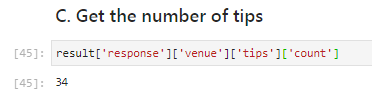 C. Get the number of tips
[45]: result['response']['venue']['tips']['count']
[45]: 34